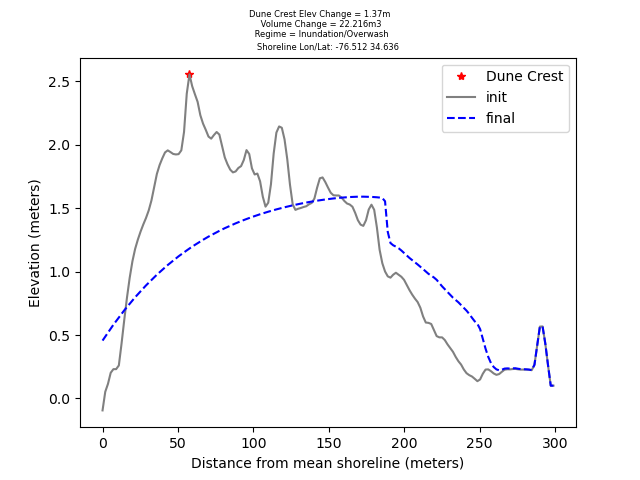 Dune Crest Elev Change = 1.37m
Volume Change = 22.216m3
Regime = Inundation/Overwash
Shoreline Lon/Lat: -76.512 34.636
Dune Crest
init
final
2.5
2.0
1.5
1.0
0.5
0.0
Elevation (meters)
0 50 100 150 200 250 300
Distance from mean shoreline (meters)